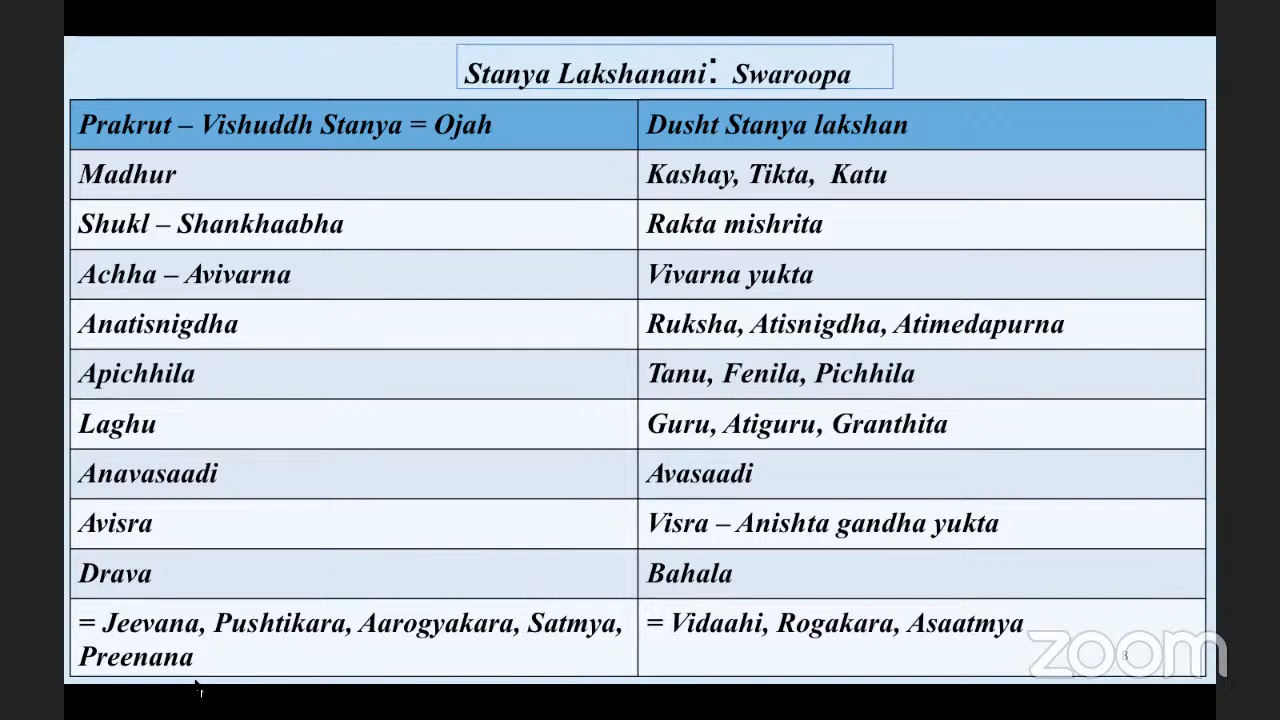 Stanya Lakshanani: Swaroopa
Prakrut – Vishuddh Stanya = Ojah
Dusht Stanya lakshan
Madhur
Kashay, Tikta, Katu
Shukl – Shankhaabha
Rakta mishrita
Achha – Avivarna
Vivarna yukta
Anatisnigdha
Ruksha, Atisnigdha, Atimedapurna
Apichhila
Tanu, Fenila, Pichhila
Laghu
Guru, Atiguru, Granthita
Anavasaadi
Avasaadi
Avisra
Visra – Anishta gandha yukta
Drava
Bahala
= Jeevana, Pushtikara, Aarogyakara, Satmya,
Preenana
= Vidaahi, Rogakara, Asaatmya
8
zoom